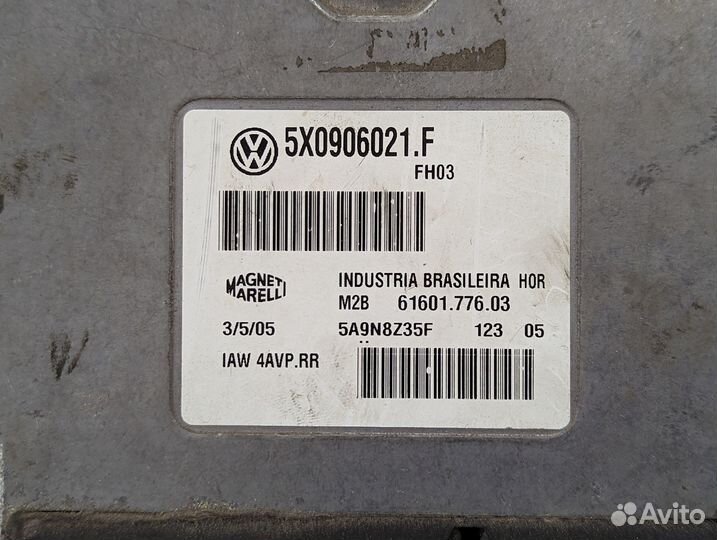 5X0906021.F
FH03
MAGNETI MARELLI
INDUSTRIA BRASILEIRA HOR
M2B 61601.776.03
3/5/05 5A9N8Z35F 123 05
IAW 4AVP.RR
Avito